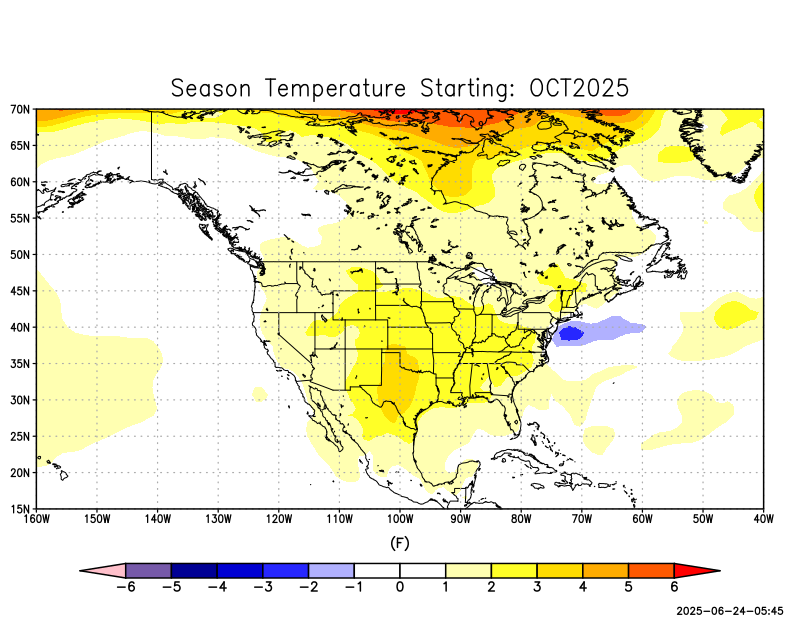 Season Temperature Starting: OCT2025
70N
65N
60N
55N
50N
45N
40N
35N
30N
25N
20N
15N
160W 150W 140W 130W 120W 110W 100W 90W 80W 70W 60W 50W 40W
(F)
−6 −5 −4 −3 −2 −1 0 1 2 3 4 5 6
2025−06−24−05:45